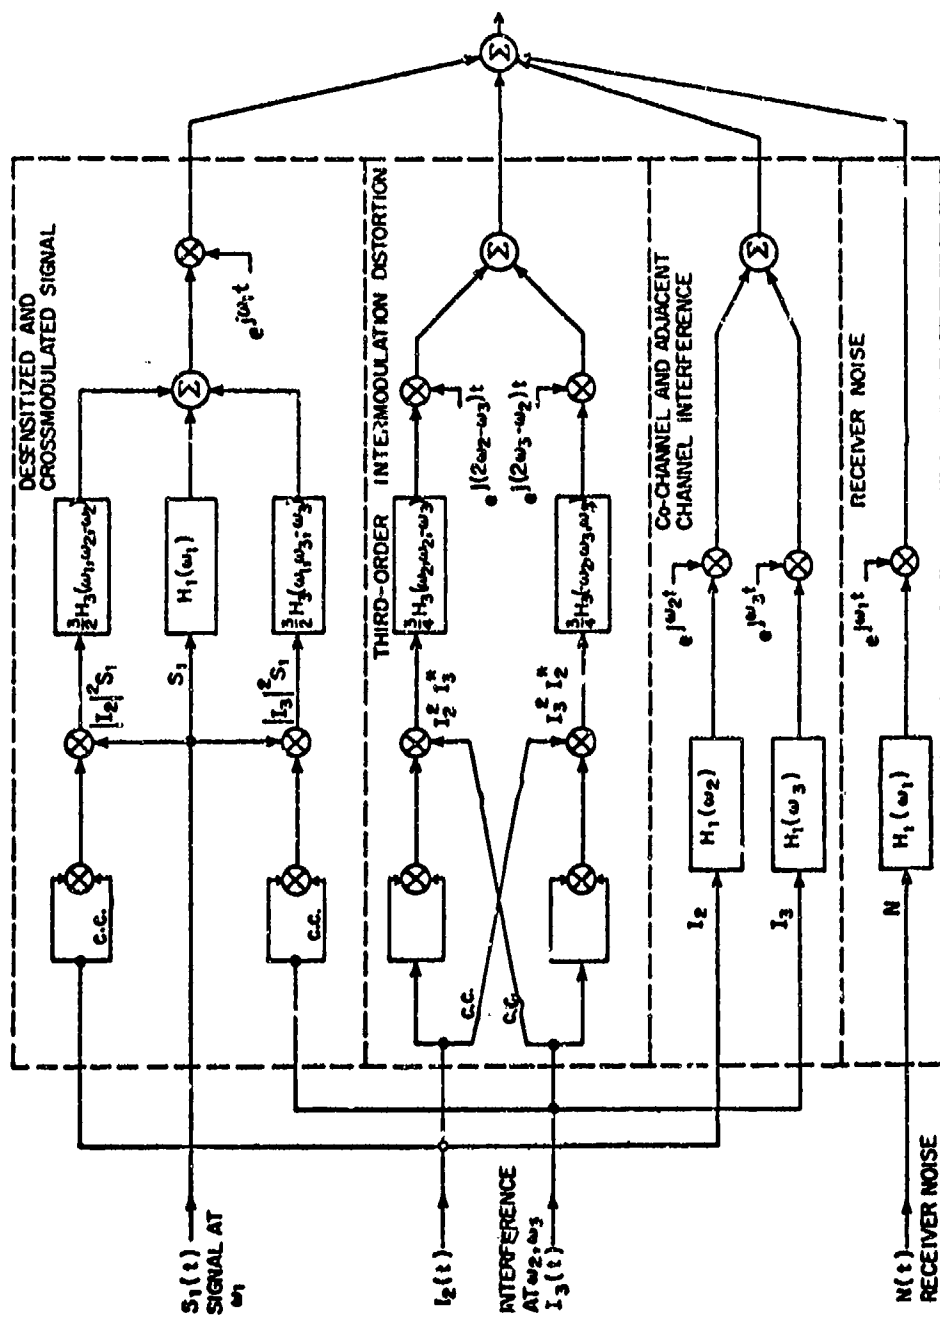 DESENSITIZED AND
CROSSMODULATED SIGNAL
c.c.
|I₂|² S₁
3/2 H₃(ω₁,ω₂,-ω₂)
S₁
H₁(ω₁)
Σ
e^jω₁t
c.c.
|I₃|² S₁
3/2 H₃(ω₁,ω₃,-ω₃)
S₁(t)
SIGNAL AT
ω₁
THIRD-ORDER INTERMODULATION DISTORTION
I₂² I₃*
3/4 H₃(ω₂,ω₂,-ω₃)
e^j(2ω₂-ω₃)t
c.c.
c.c.
Σ
Σ
I₃² I₂*
3/4 H₃(-ω₂,ω₃,ω₃)
e^j(2ω₃-ω₂)t
I₂(t)
INTERFERENCE
AT ω₂,ω₃
I₃(t)
CO-CHANNEL AND ADJACENT
CHANNEL INTERFERENCE
I₂
H₁(ω₂)
e^jω₂t
I₃
H₁(ω₃)
e^jω₃t
Σ
RECEIVER NOISE
N
H₁(ω₁)
e^jω₁t
N(t)
RECEIVER NOISE